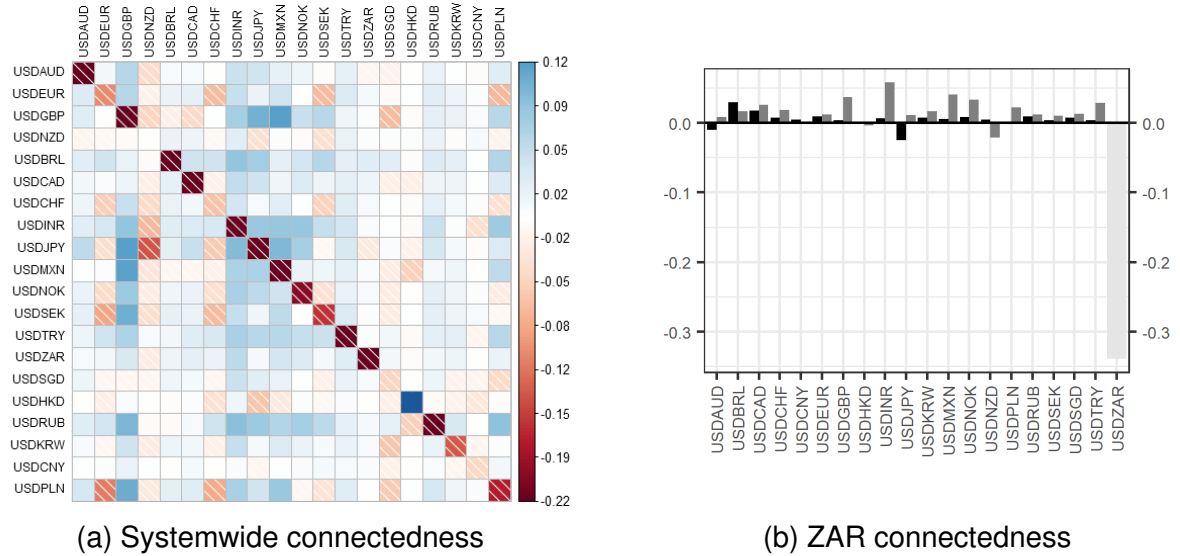 USDAUD
USDEUR
USDGBP
USDNZD
USDBRL
USDCAD
USDCHF
USDINR
USDJPY
USDMXN
USDNOK
USDSEK
USDTRY
USDZAR
USDSGD
USDHKD
USDRUB
USDKRW
USDCNY
USDPLN
USDAUD
USDEUR
USDGBP
USDNZD
USDBRL
USDCAD
USDCHF
USDINR
USDJPY
USDMXN
USDNOK
USDSEK
USDTRY
USDZAR
USDSGD
USDHKD
USDRUB
USDKRW
USDCNY
USDPLN
0.12
0.09
0.05
0.02
-0.02
-0.05
-0.08
-0.12
-0.15
-0.19
-0.22
(a) Systemwide connectedness
0.0
-0.1
-0.2
-0.3
0.0
-0.1
-0.2
-0.3
USDAUD
USDBRL
USDCAD
USDCHF
USDCNY
USDEUR
USDGBP
USDHKD
USDINR
USDJPY
USDKRW
USDMXN
USDNOK
USDNZD
USDPLN
USDRUB
USDSEK
USDSGD
USDTRY
USDZAR
(b) ZAR connectedness